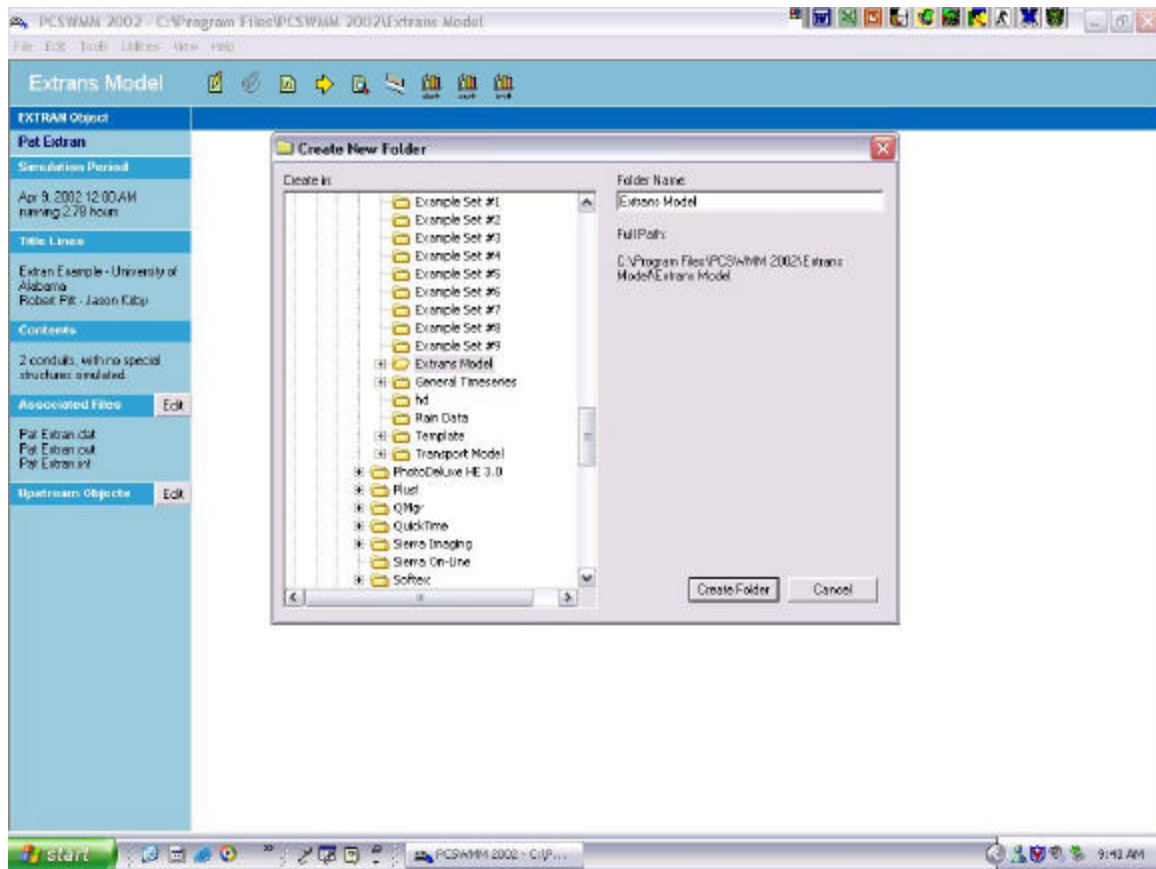 PCSWMM 2002 - C:\Program Files\PCSWMM 2002\Extrans Model
File Edit Tools Utilities View Help
Extrans Model
EXTRAN Object
Pat Extran
Simulation Period
Apr 9, 2002 12:00 AM
running 2.78 hours
Title Lines
Extran Example - University of
Alabama
Robert Pitt - Jason Kirby
Contents
2 conduits, with no special
structures simulated.
Associated Files
Edit
Pat Extran.dat
Pat Extran.out
Pat Extran.int
Upstream Objects
Edit
Create New Folder
Create in:
Example Set #1
Example Set #2
Example Set #3
Example Set #4
Example Set #5
Example Set #6
Example Set #7
Example Set #8
Example Set #9
Extrans Model
General Timeseries
hd
Rain Data
Template
Transport Model
PhotoDeluxe HE 3.0
Plus!
QMgr
QuickTime
Sierra Imaging
Sierra On-Line
Softex
Folder Name:
Extrans Model
Full Path:
C:\Program Files\PCSWMM 2002\Extrans
Model\Extrans Model
Create Folder
Cancel
start
PCSWMM 2002 - C:\P...
9:43 AM